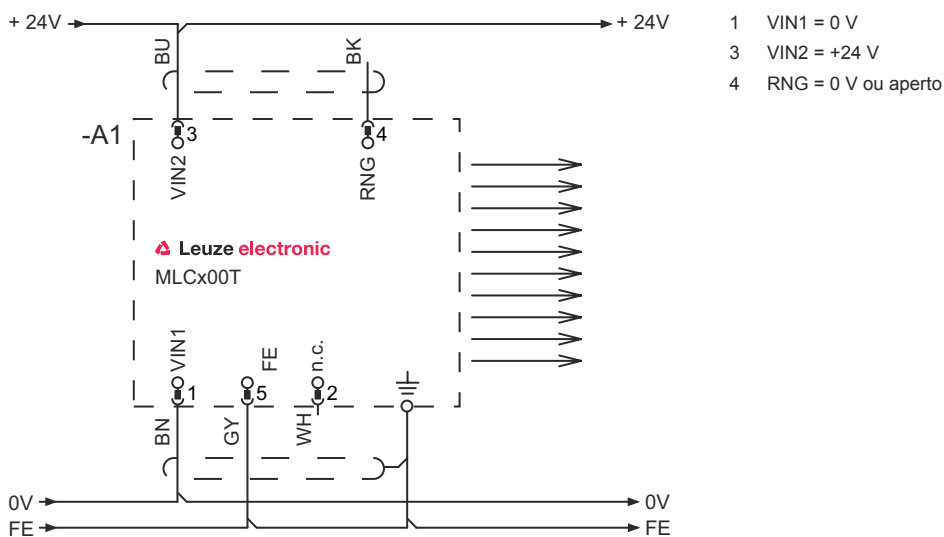 + 24V
+ 24V
1 VIN1 = 0 V
3 VIN2 = +24 V
4 RNG = 0 V ou aperto
BU
BK
-A1
3
4
VIN2
RNG
Leuze electronic
MLCx00T
VIN1
FE
n.c.
1
5
2
BN
GY
WH
0V
0V
FE
FE